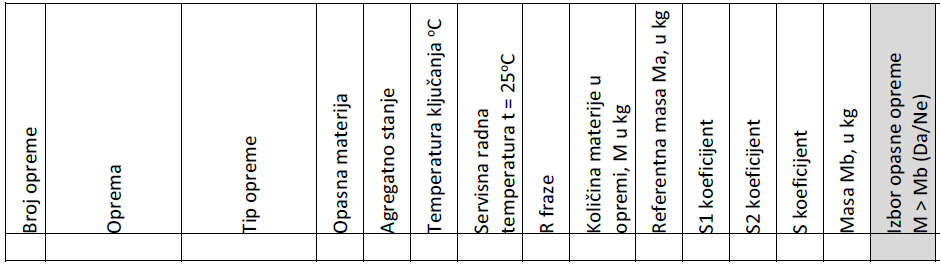 Broj opreme
Oprema
Tip opreme
Opasna materija
Agregatno stanje
Temperatura ključanja °C
Servisna radna
temperatura t = 25°C
R fraze
Količina materije u
opremi, M u kg
Referentna masa Ma, u kg
S1 koeficijent
S2 koeficijent
S koeficijent
Masa Mb, u kg
Izbor opasne opreme
M > Mb (Da/Ne)